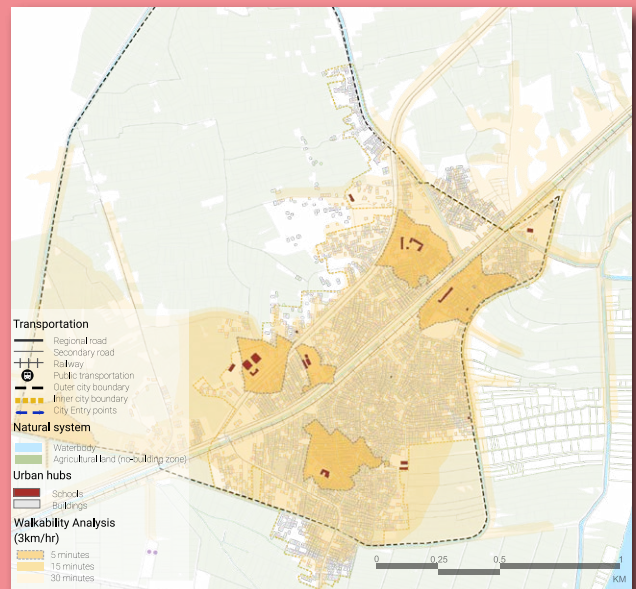 Transportation
Regional road
Secondary road
Railway
Public transportation
Outer city boundary
Inner city boundary
City Entry points
Natural system
Waterbody
Agricultural land (no-building zone)
Urban hubs
Schools
Buildings
Walkability Analysis
(3km/hr)
5 minutes
15 minutes
30 minutes
0 0.25 0.5 1
KM